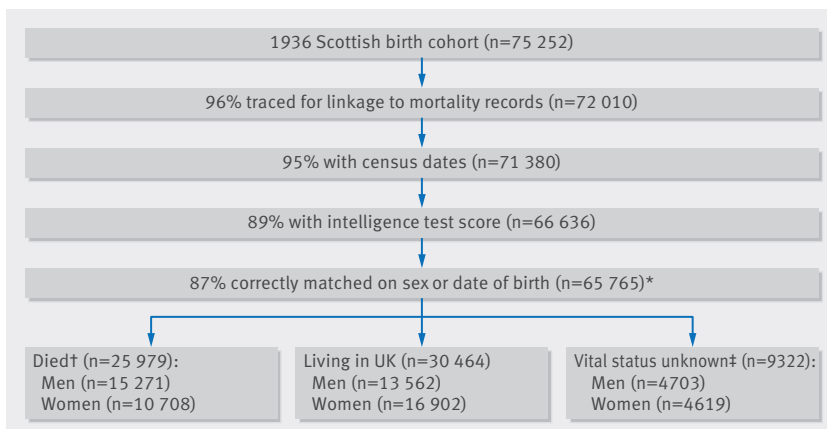 1936 Scottish birth cohort (n=75 252)
96% traced for linkage to mortality records (n=72 010)
95% with census dates (n=71 380)
89% with intelligence test score (n=66 636)
87% correctly matched on sex or date of birth (n=65 765)*
Died† (n=25 979):
Men (n=15 271)
Women (n=10 708)
Living in UK (n=30 464)
Men (n=13 562)
Women (n=16 902)
Vital status unknown‡ (n=9322):
Men (n=4703)
Women (n=4619)